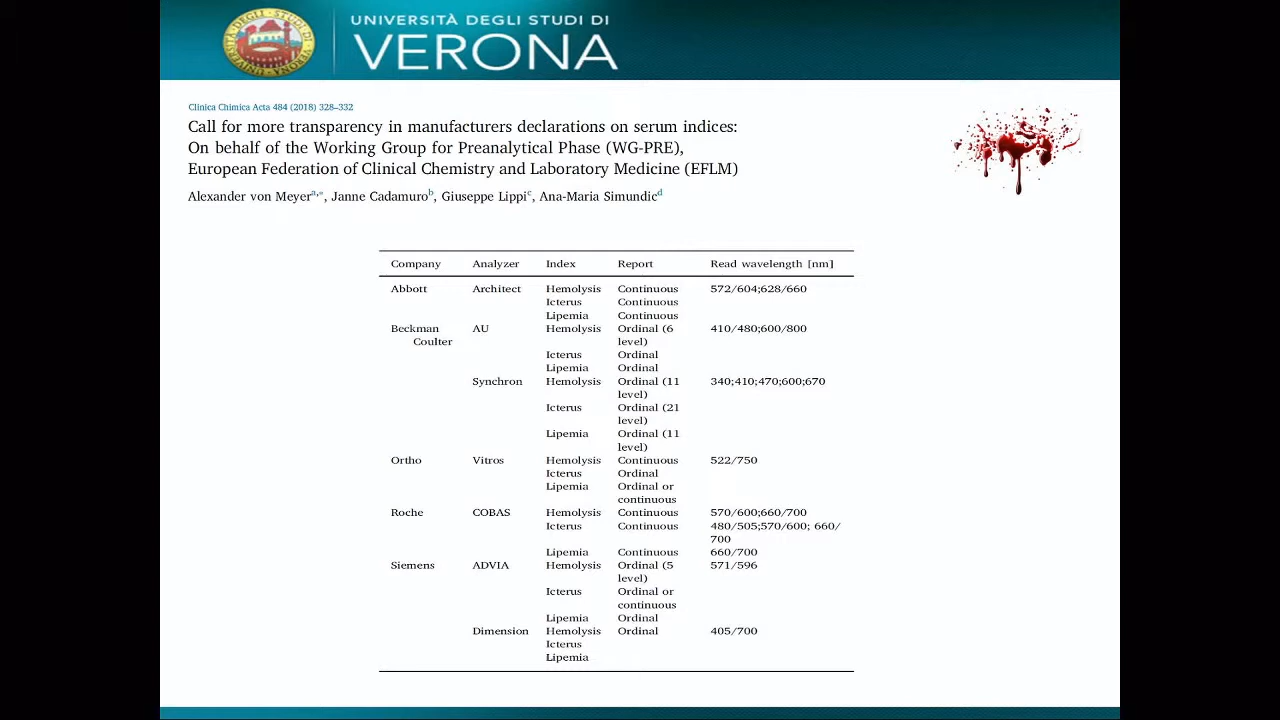 UNIVERSITÀ DEGLI STUDI DI
VERONA
Clinica Chimica Acta 484 (2018) 328–332
Call for more transparency in manufacturers declarations on serum indices:
On behalf of the Working Group for Preanalytical Phase (WG-PRE),
European Federation of Clinical Chemistry and Laboratory Medicine (EFLM)
Alexander von Meyera,*, Janne Cadamurob, Giuseppe Lippic, Ana-Maria Simundicd
Company Analyzer Index Report Read wavelength [nm]
Abbott Architect Hemolysis Continuous 572/604;628/660
Icterus Continuous
Lipemia Continuous
Beckman AU Hemolysis Ordinal (6 410/480;600/800
Coulter level)
Icterus Ordinal
Lipemia Ordinal
Synchron Hemolysis Ordinal (11 340;410;470;600;670
level)
Icterus Ordinal (21
level)
Lipemia Ordinal (11
level)
Ortho Vitros Hemolysis Continuous 522/750
Icterus Ordinal
Lipemia Ordinal or
continuous
Roche COBAS Hemolysis Continuous 570/600;660/700
Icterus Continuous 480/505;570/600; 660/
700
Lipemia Continuous 660/700
Siemens ADVIA Hemolysis Ordinal (5 571/596
level)
Icterus Ordinal or
continuous
Lipemia Ordinal
Dimension Hemolysis Ordinal 405/700
Icterus
Lipemia